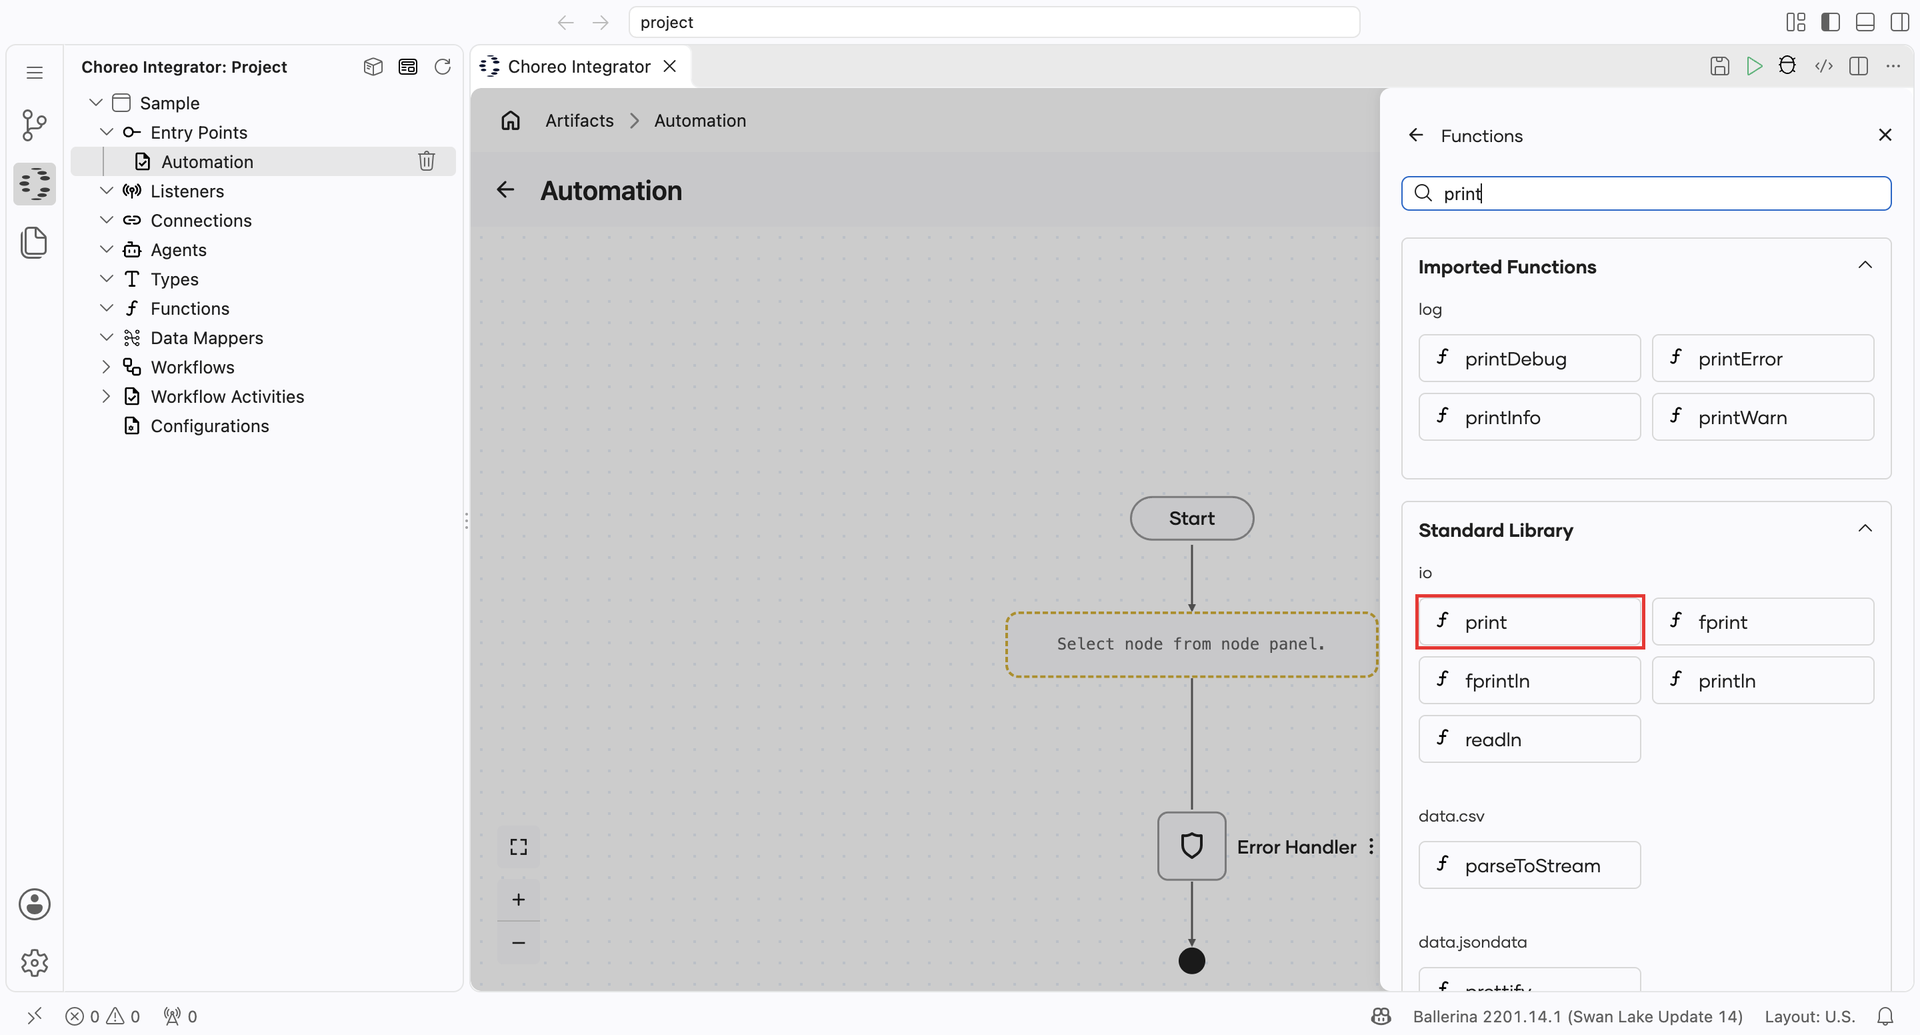 project
Choreo Integrator: Project
Sample
Entry Points
Automation
Listeners
Connections
Agents
Types
Functions
Data Mappers
Workflows
Workflow Activities
Configurations
Choreo Integrator
Artifacts
Automation
Automation
Start
Select node from node panel.
Error Handler
Functions
print
Imported Functions
log
printDebug
printError
printInfo
printWarn
Standard Library
io
print
fprint
fprintln
println
readln
data.csv
parseToStream
data.jsondata
prettify
0
0
0
Ballerina 2201.14.1 (Swan Lake Update 14)
Layout: U.S.